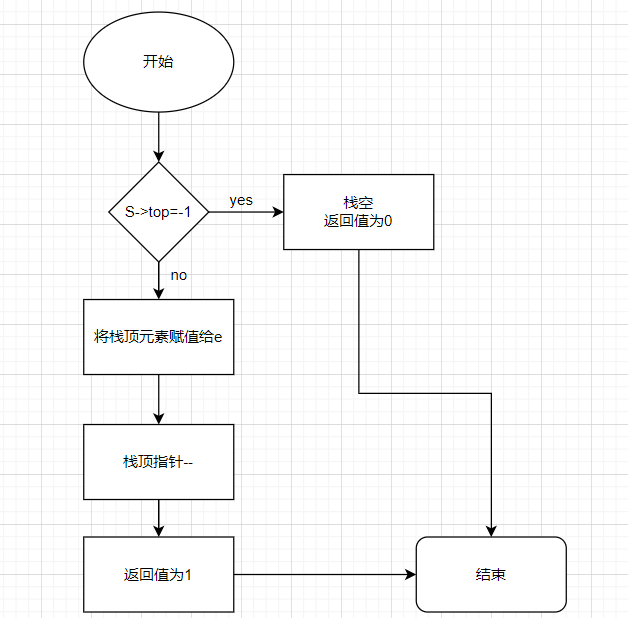 开始
S->top=-1
yes
栈空
返回值为0
no
将栈顶元素赋值给e
栈顶指针--
返回值为1
结束